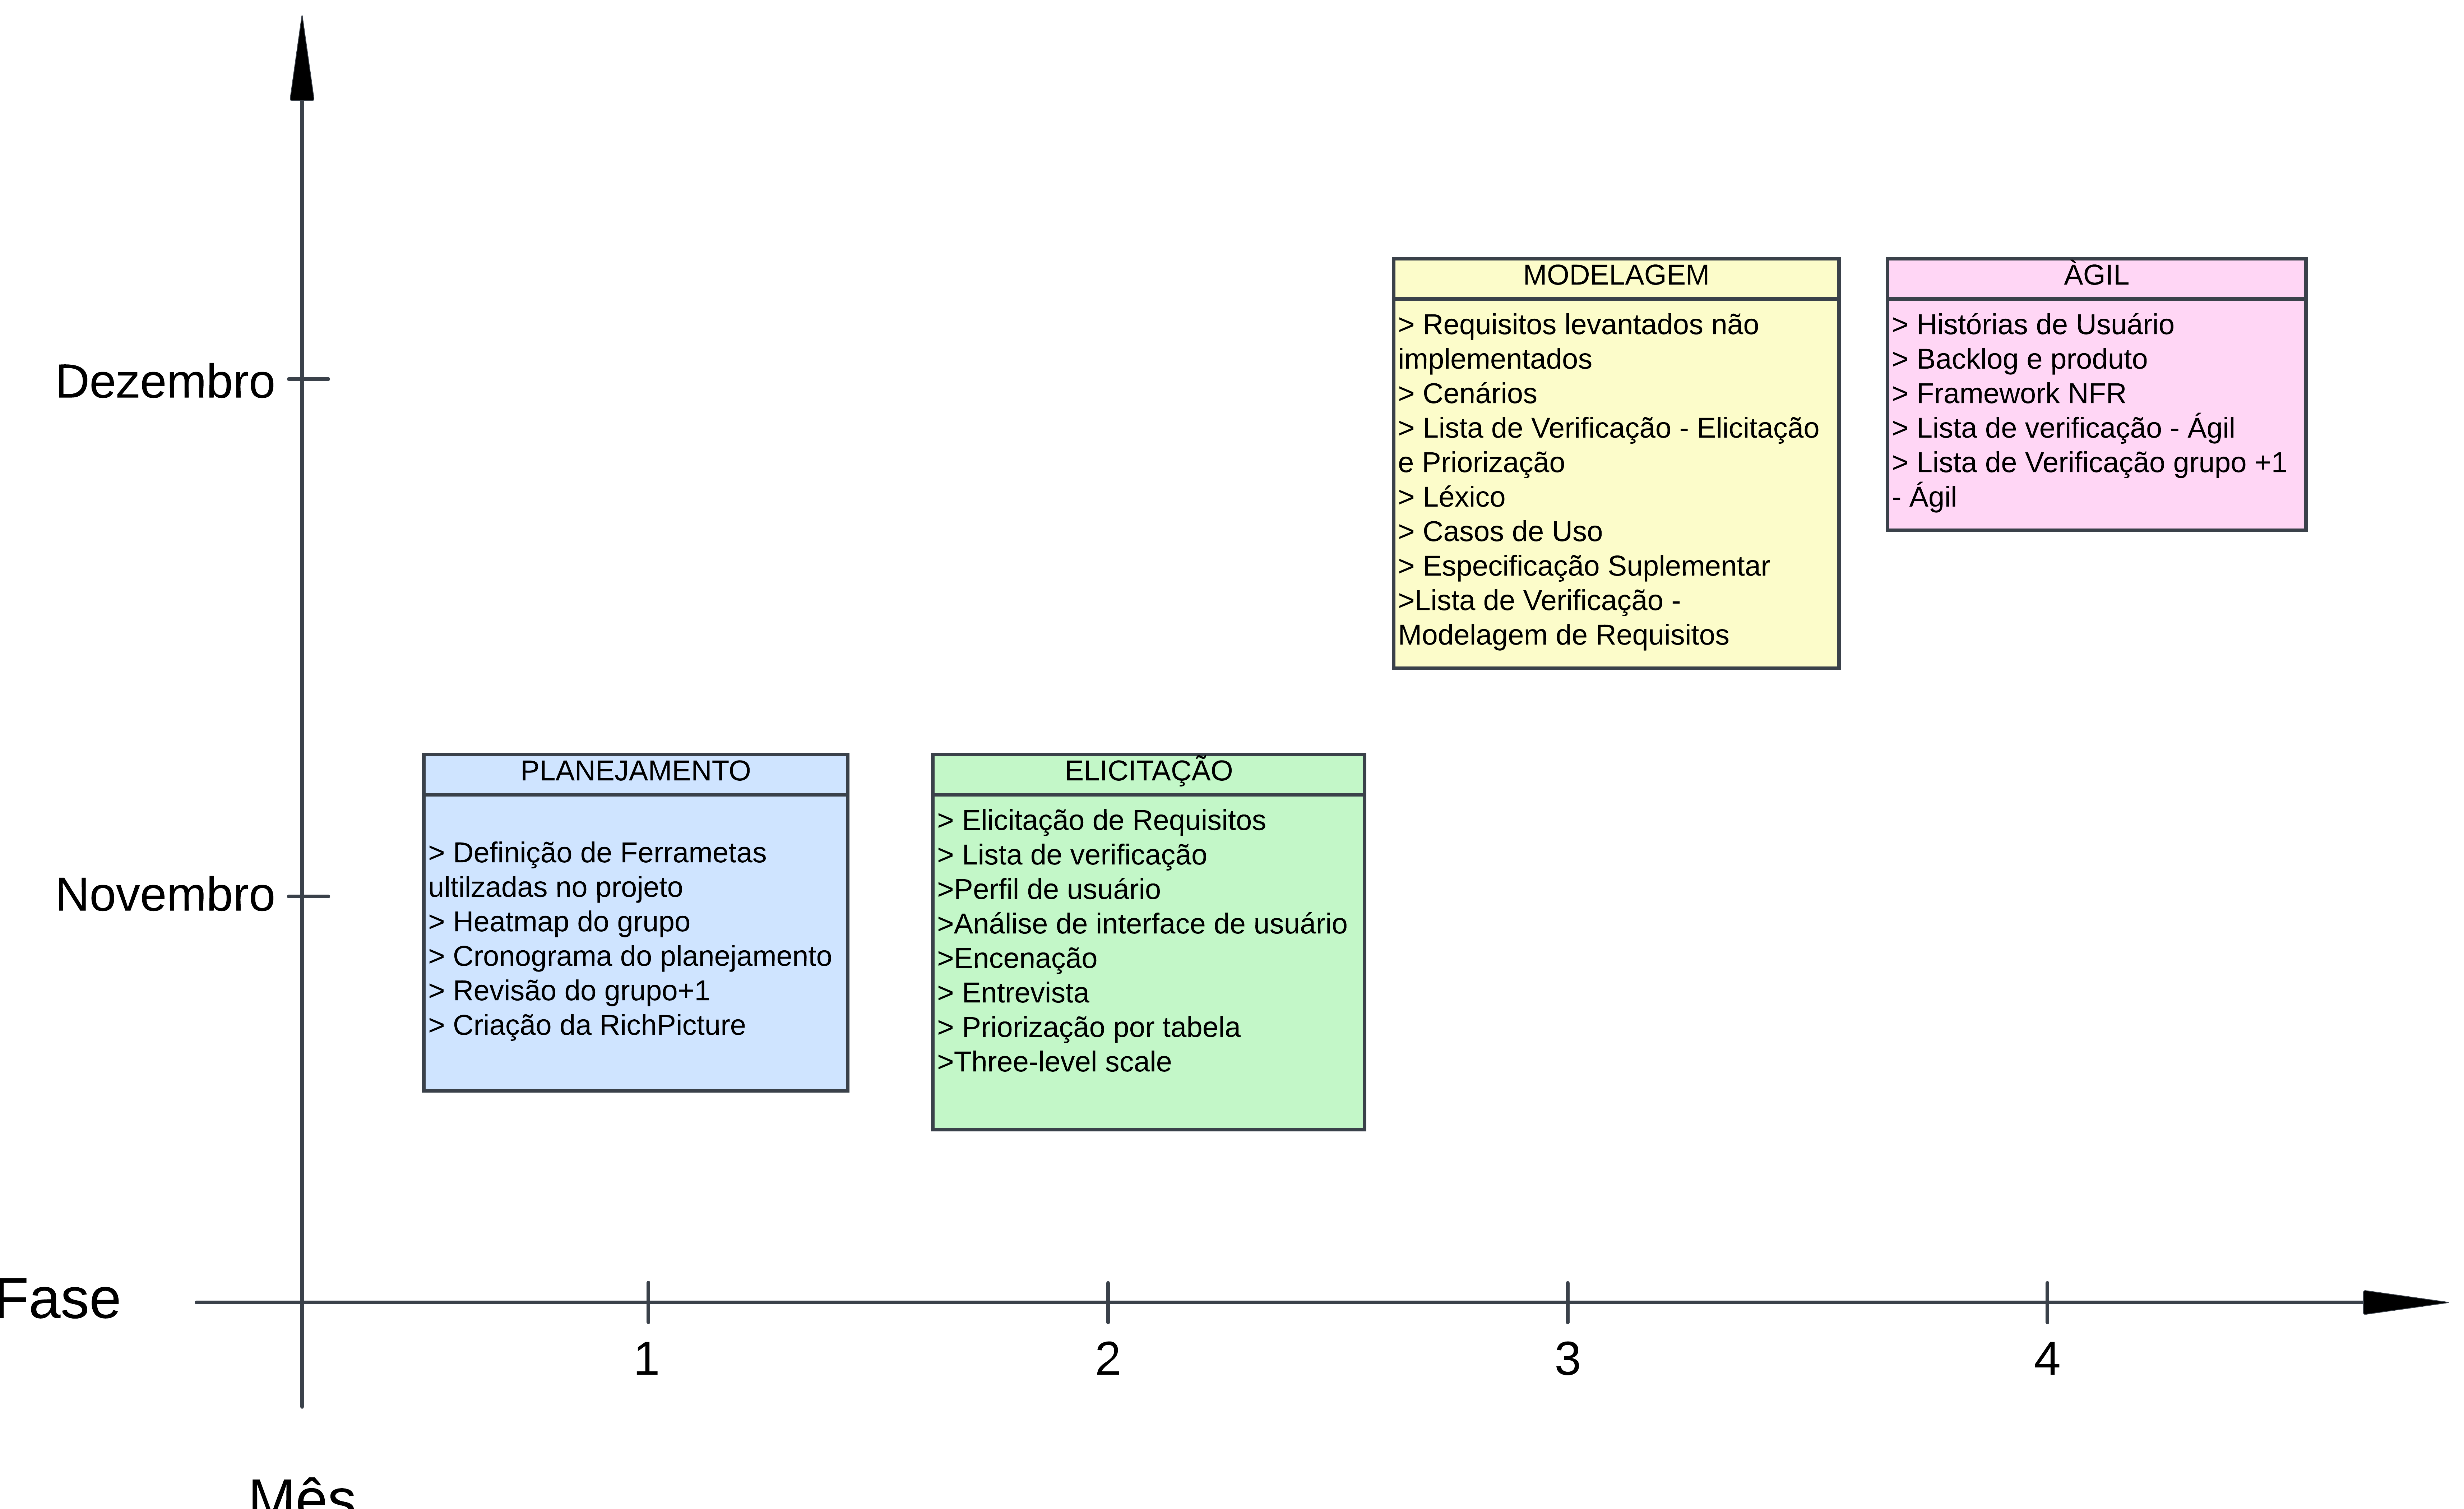 MODELAGEM
> Requisitos levantados não
implementados
> Cenários
> Lista de Verificação - Elicitação
e Priorização
> Léxico
> Casos de Uso
> Especificação Suplementar
>Lista de Verificação -
Modelagem de Requisitos
ÀGIL
> Histórias de Usuário
> Backlog e produto
> Framework NFR
> Lista de verificação - Ágil
> Lista de Verificação grupo +1
- Ágil
Dezembro
PLANEJAMENTO
> Definição de Ferrametas
ultilzadas no projeto
> Heatmap do grupo
> Cronograma do planejamento
> Revisão do grupo+1
> Criação da RichPicture
ELICITAÇÃO
> Elicitação de Requisitos
> Lista de verificação
>Perfil de usuário
>Análise de interface de usuário
>Encenação
> Entrevista
> Priorização por tabela
>Three-level scale
Novembro
Fase
1
2
3
4
Mês